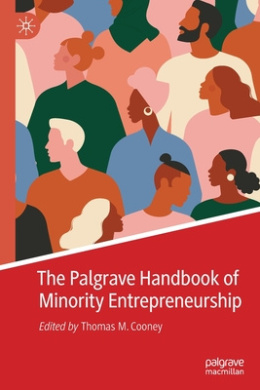 The Palgrave Handbook of
Minority Entrepreneurship
Edited by Thomas M. Cooney
palgrave
macmillan